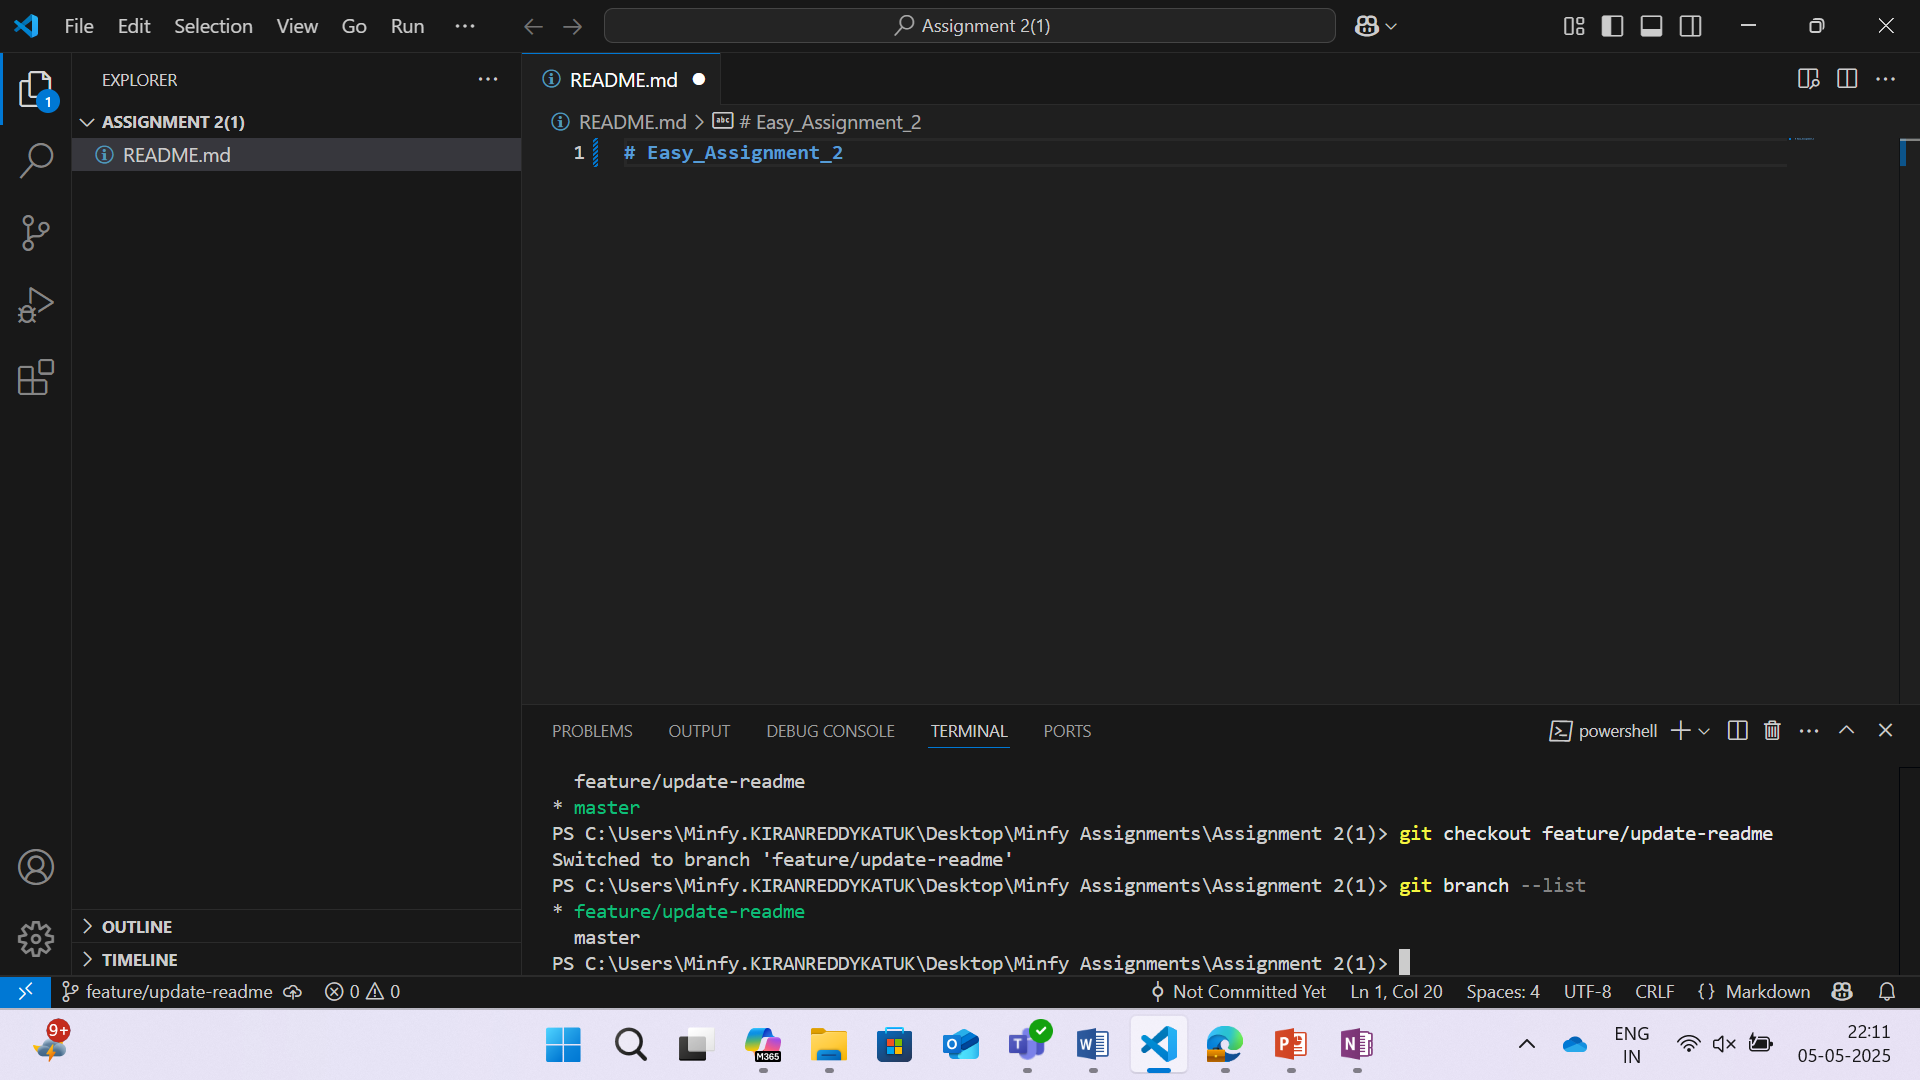 File Edit Selection View Go Run ···
Assignment 2(1)
EXPLORER
README.md
1
ASSIGNMENT 2(1)
README.md > # Easy_Assignment_2
README.md
1 # Easy_Assignment_2
PROBLEMS OUTPUT DEBUG CONSOLE TERMINAL PORTS
powershell
feature/update-readme
* master
PS C:\Users\Minfy.KIRANREDDYKATUK\Desktop\Minfy Assignments\Assignment 2(1)> git checkout feature/update-readme
Switched to branch 'feature/update-readme'
PS C:\Users\Minfy.KIRANREDDYKATUK\Desktop\Minfy Assignments\Assignment 2(1)> git branch --list
* feature/update-readme
master
PS C:\Users\Minfy.KIRANREDDYKATUK\Desktop\Minfy Assignments\Assignment 2(1)>
OUTLINE
TIMELINE
feature/update-readme 0 0 Not Committed Yet Ln 1, Col 20 Spaces: 4 UTF-8 CRLF {} Markdown
9+
M365
ENG
IN
22:11
05-05-2025